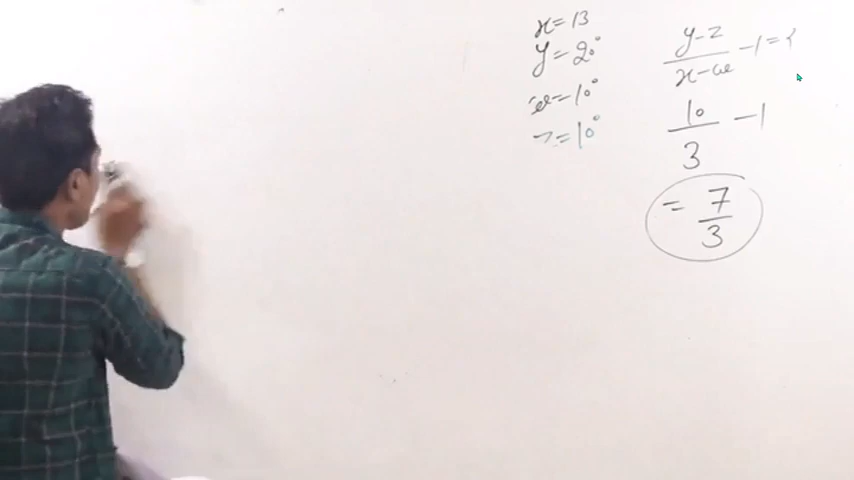 x = 13
y = 20°
w = 10°
z = 10°
y-z
x-w
-1 =
10
3
-1
= 7
3